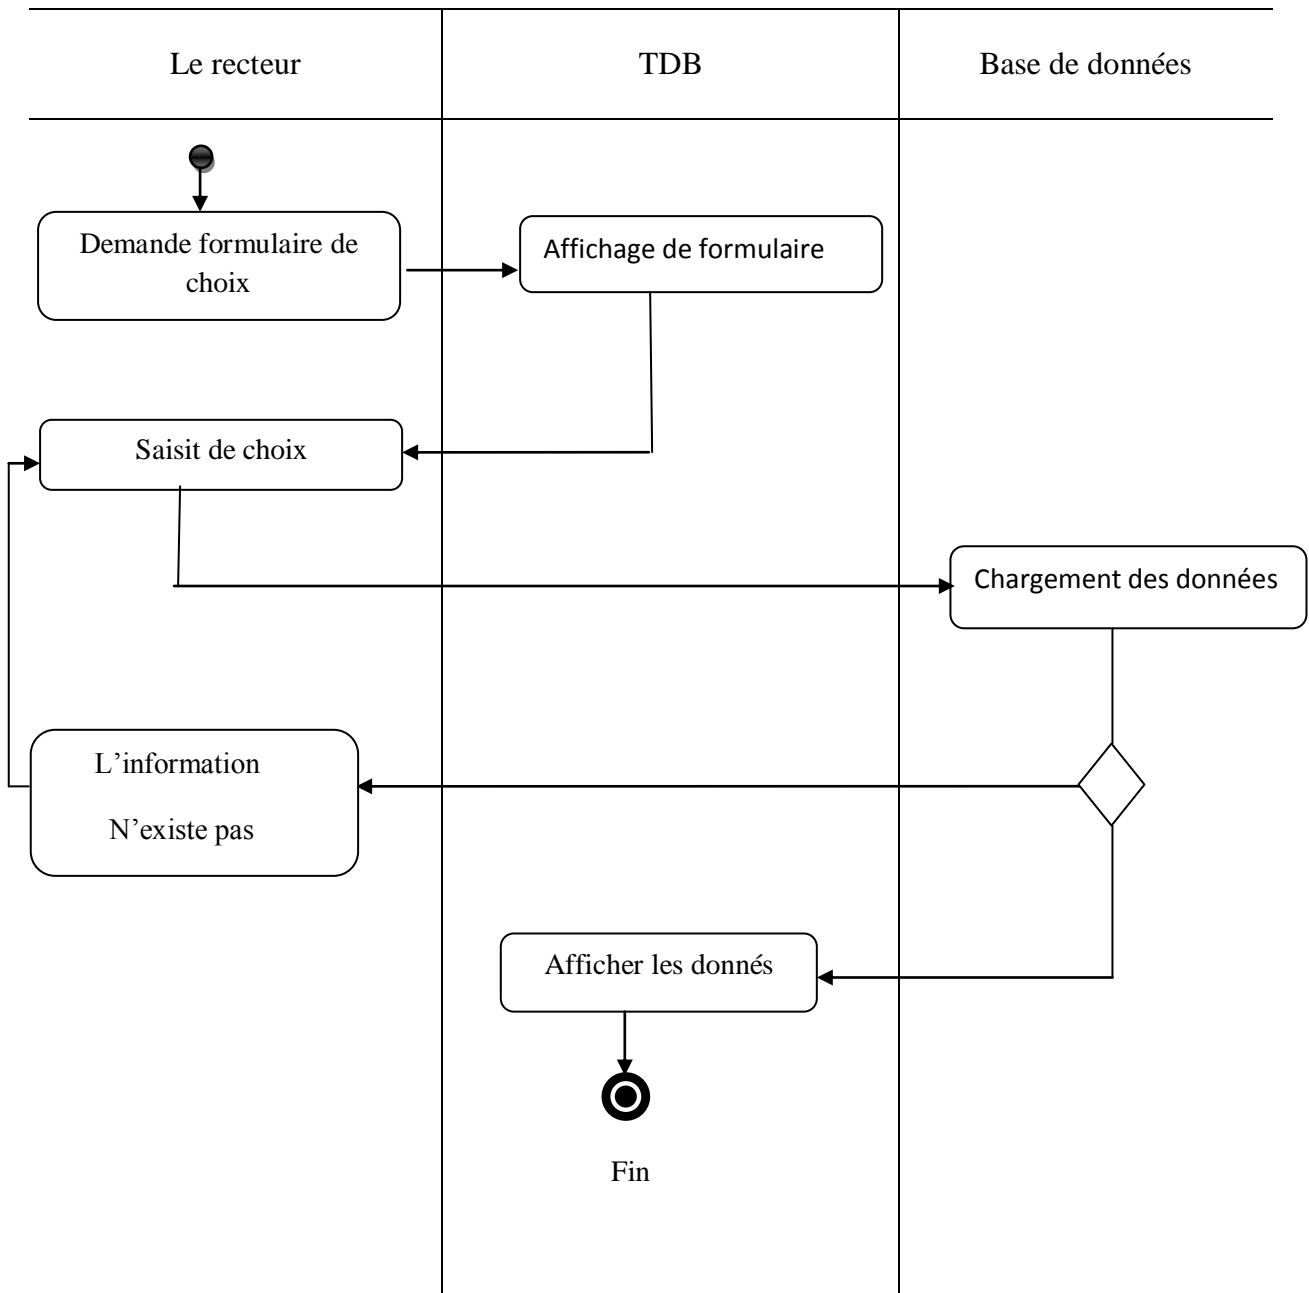 Le recteur
TDB
Base de données
Demande formulaire de
choix
Affichage de formulaire
Saisit de choix
Chargement des données
L’information
N’existe pas
Afficher les donnés
Fin